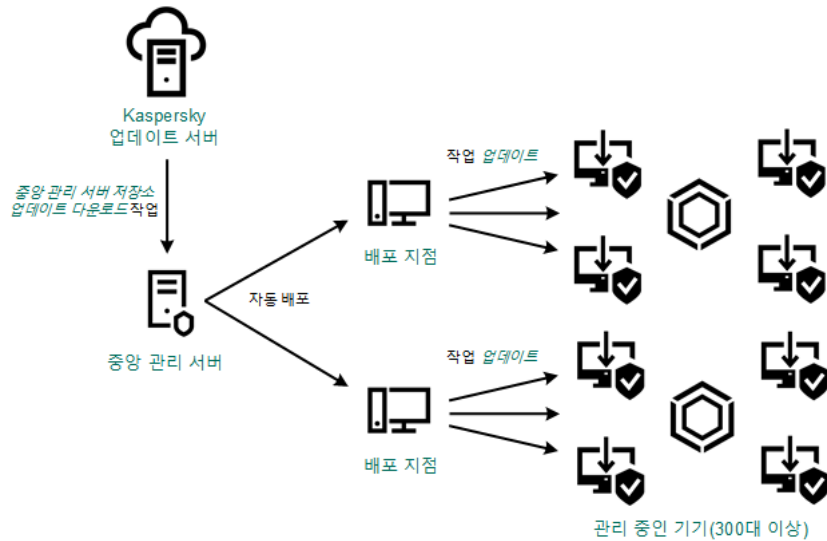 Kaspersky
업데이트 서버
중앙 관리 서버 저장소
업데이트 다운로드작업
중앙 관리 서버
자동 배포
작업 업데이트
배포 지점
작업 업데이트
배포 지점
관리 중인 기기(300대 이상)